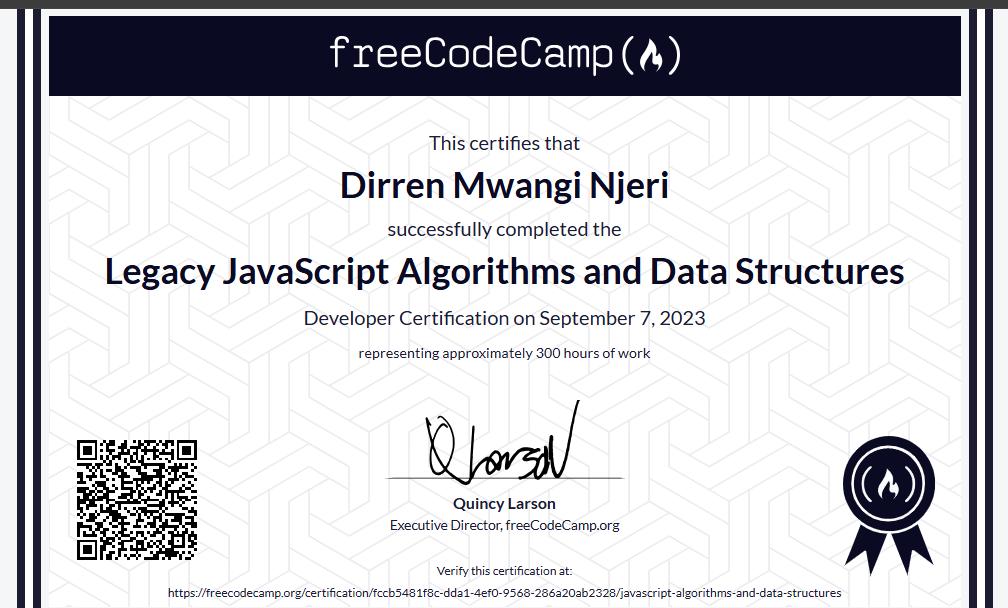 freeCodeCamp
This certifies that
Dirren Mwangi Njeri
successfully completed the
Legacy JavaScript Algorithms and Data Structures
Developer Certification on September 7, 2023
representing approximately 300 hours of work
Quincy Larson
Executive Director, freeCodeCamp.org
Verify this certification at:
https://freecodecamp.org/certification/fccb5481f8c-dda1-4ef0-9568-286a20ab2328/javascript-algorithms-and-data-structures